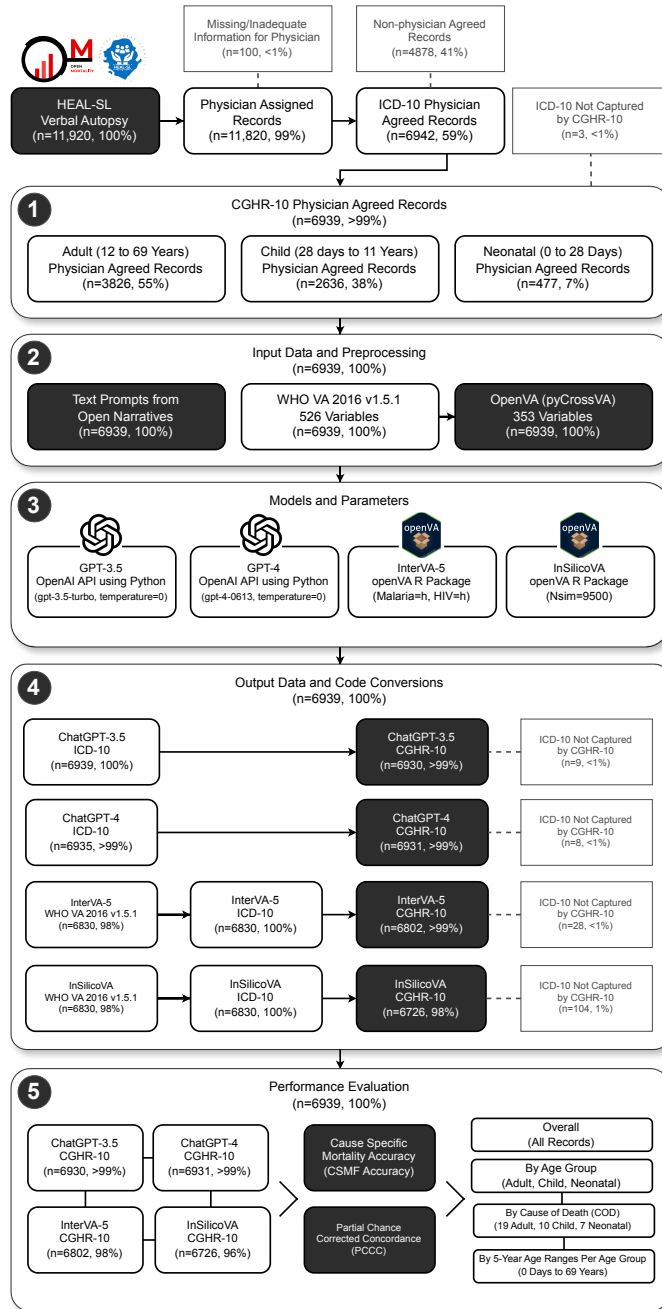 Missing/Inadequate
Information for Physician
(n=100, <1%)
Non-physician Agreed
Records
(n=4878, 41%)
M
OPEN
MORTALITY
HEAL-SL
HEAL-SL
Verbal Autopsy
(n=11,920, 100%)
Physician Assigned
Records
(n=11,820, 99%)
ICD-10 Physician
Agreed Records
(n=6942, 59%)
ICD-10 Not Captured
by CGHR-10
(n=3, <1%)
1
CGHR-10 Physician Agreed Records
(n=6939, >99%)
Adult (12 to 69 Years)
Physician Agreed Records
(n=3826, 55%)
Child (28 days to 11 Years)
Physician Agreed Records
(n=2636, 38%)
Neonatal (0 to 28 Days)
Physician Agreed Records
(n=477, 7%)
2
Input Data and Preprocessing
(n=6939, 100%)
Text Prompts from
Open Narratives
(n=6939, 100%)
WHO VA 2016 v1.5.1
526 Variables
(n=6939, 100%)
OpenVA (pyCrossVA)
353 Variables
(n=6939, 100%)
3
Models and Parameters
GPT-3.5
OpenAI API using Python
(gpt-3.5-turbo, temperature=0)
GPT-4
OpenAI API using Python
(gpt-4-0613, temperature=0)
openVA
InterVA-5
openVA R Package
(Malaria=h, HIV=h)
openVA
InSilicoVA
openVA R Package
(Nsim=9500)
4
Output Data and Code Conversions
(n=6939, 100%)
ChatGPT-3.5
ICD-10
(n=6939, 100%)
ChatGPT-3.5
CGHR-10
(n=6930, >99%)
ICD-10 Not Captured
by CGHR-10
(n=9, <1%)
ChatGPT-4
ICD-10
(n=6935, >99%)
ChatGPT-4
CGHR-10
(n=6931, >99%)
ICD-10 Not Captured
by CGHR-10
(n=8, <1%)
InterVA-5
WHO VA 2016 v1.5.1
(n=6830, 98%)
InterVA-5
ICD-10
(n=6830, 100%)
InterVA-5
CGHR-10
(n=6802, >99%)
ICD-10 Not Captured
by CGHR-10
(n=28, <1%)
InSilicoVA
WHO VA 2016 v1.5.1
(n=6830, 98%)
InSilicoVA
ICD-10
(n=6830, 100%)
InSilicoVA
CGHR-10
(n=6726, 98%)
ICD-10 Not Captured
by CGHR-10
(n=104, 1%)
5
Performance Evaluation
(n=6939, 100%)
ChatGPT-3.5
CGHR-10
(n=6930, >99%)
ChatGPT-4
CGHR-10
(n=6931, >99%)
InterVA-5
CGHR-10
(n=6802, 98%)
InSilicoVA
CGHR-10
(n=6726, 96%)
Cause Specific
Mortality Accuracy
(CSMF Accuracy)
Partial Chance
Corrected Concordance
(PCCC)
Overall
(All Records)
By Age Group
(Adult, Child, Neonatal)
By Cause of Death (COD)
(19 Adult, 10 Child, 7 Neonatal)
By 5-Year Age Ranges Per Age Group
(0 Days to 69 Years)